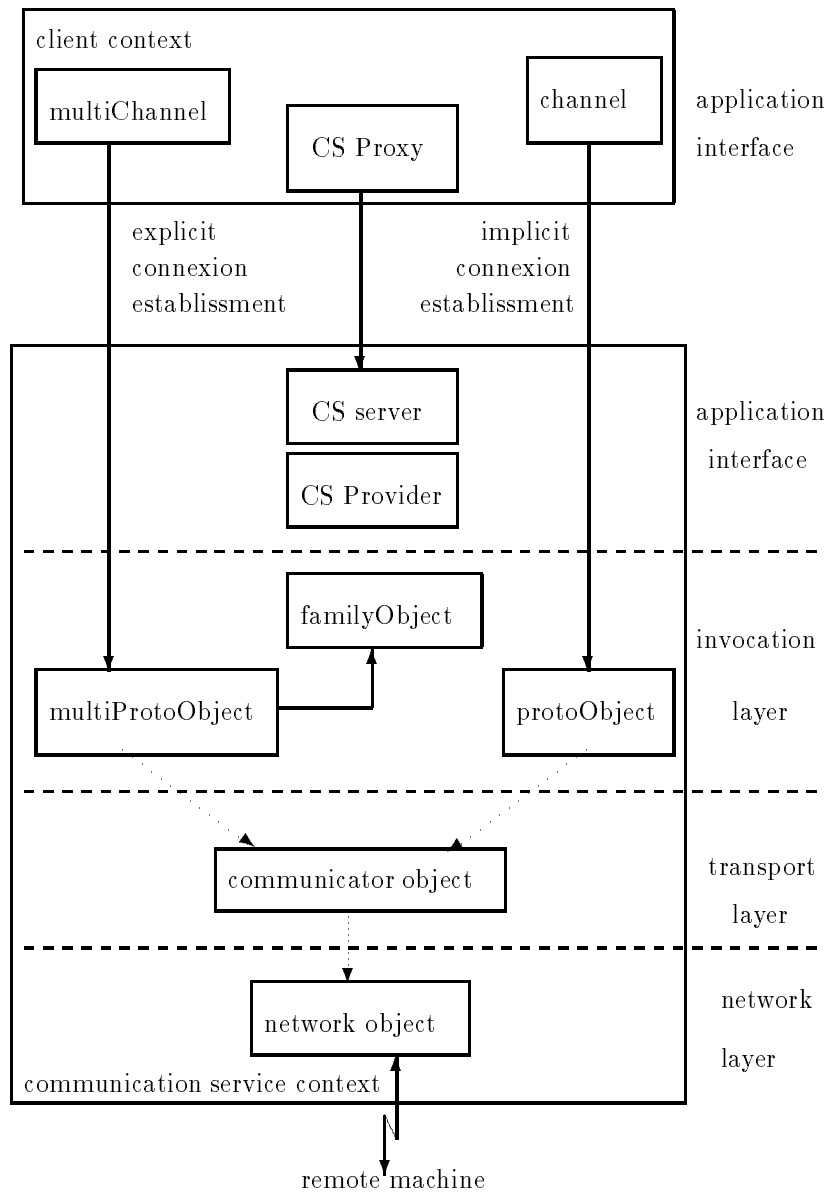 client context
multiChannel
CS Proxy
channel
application
interface
explicit
connexion
establissment
implicit
connexion
establissment
CS server
CS Provider
application
interface
familyObject
multiProtoObject
protoObject
invocation
layer
communicator object
transport
layer
network object
network
layer
communication service context
remote machine